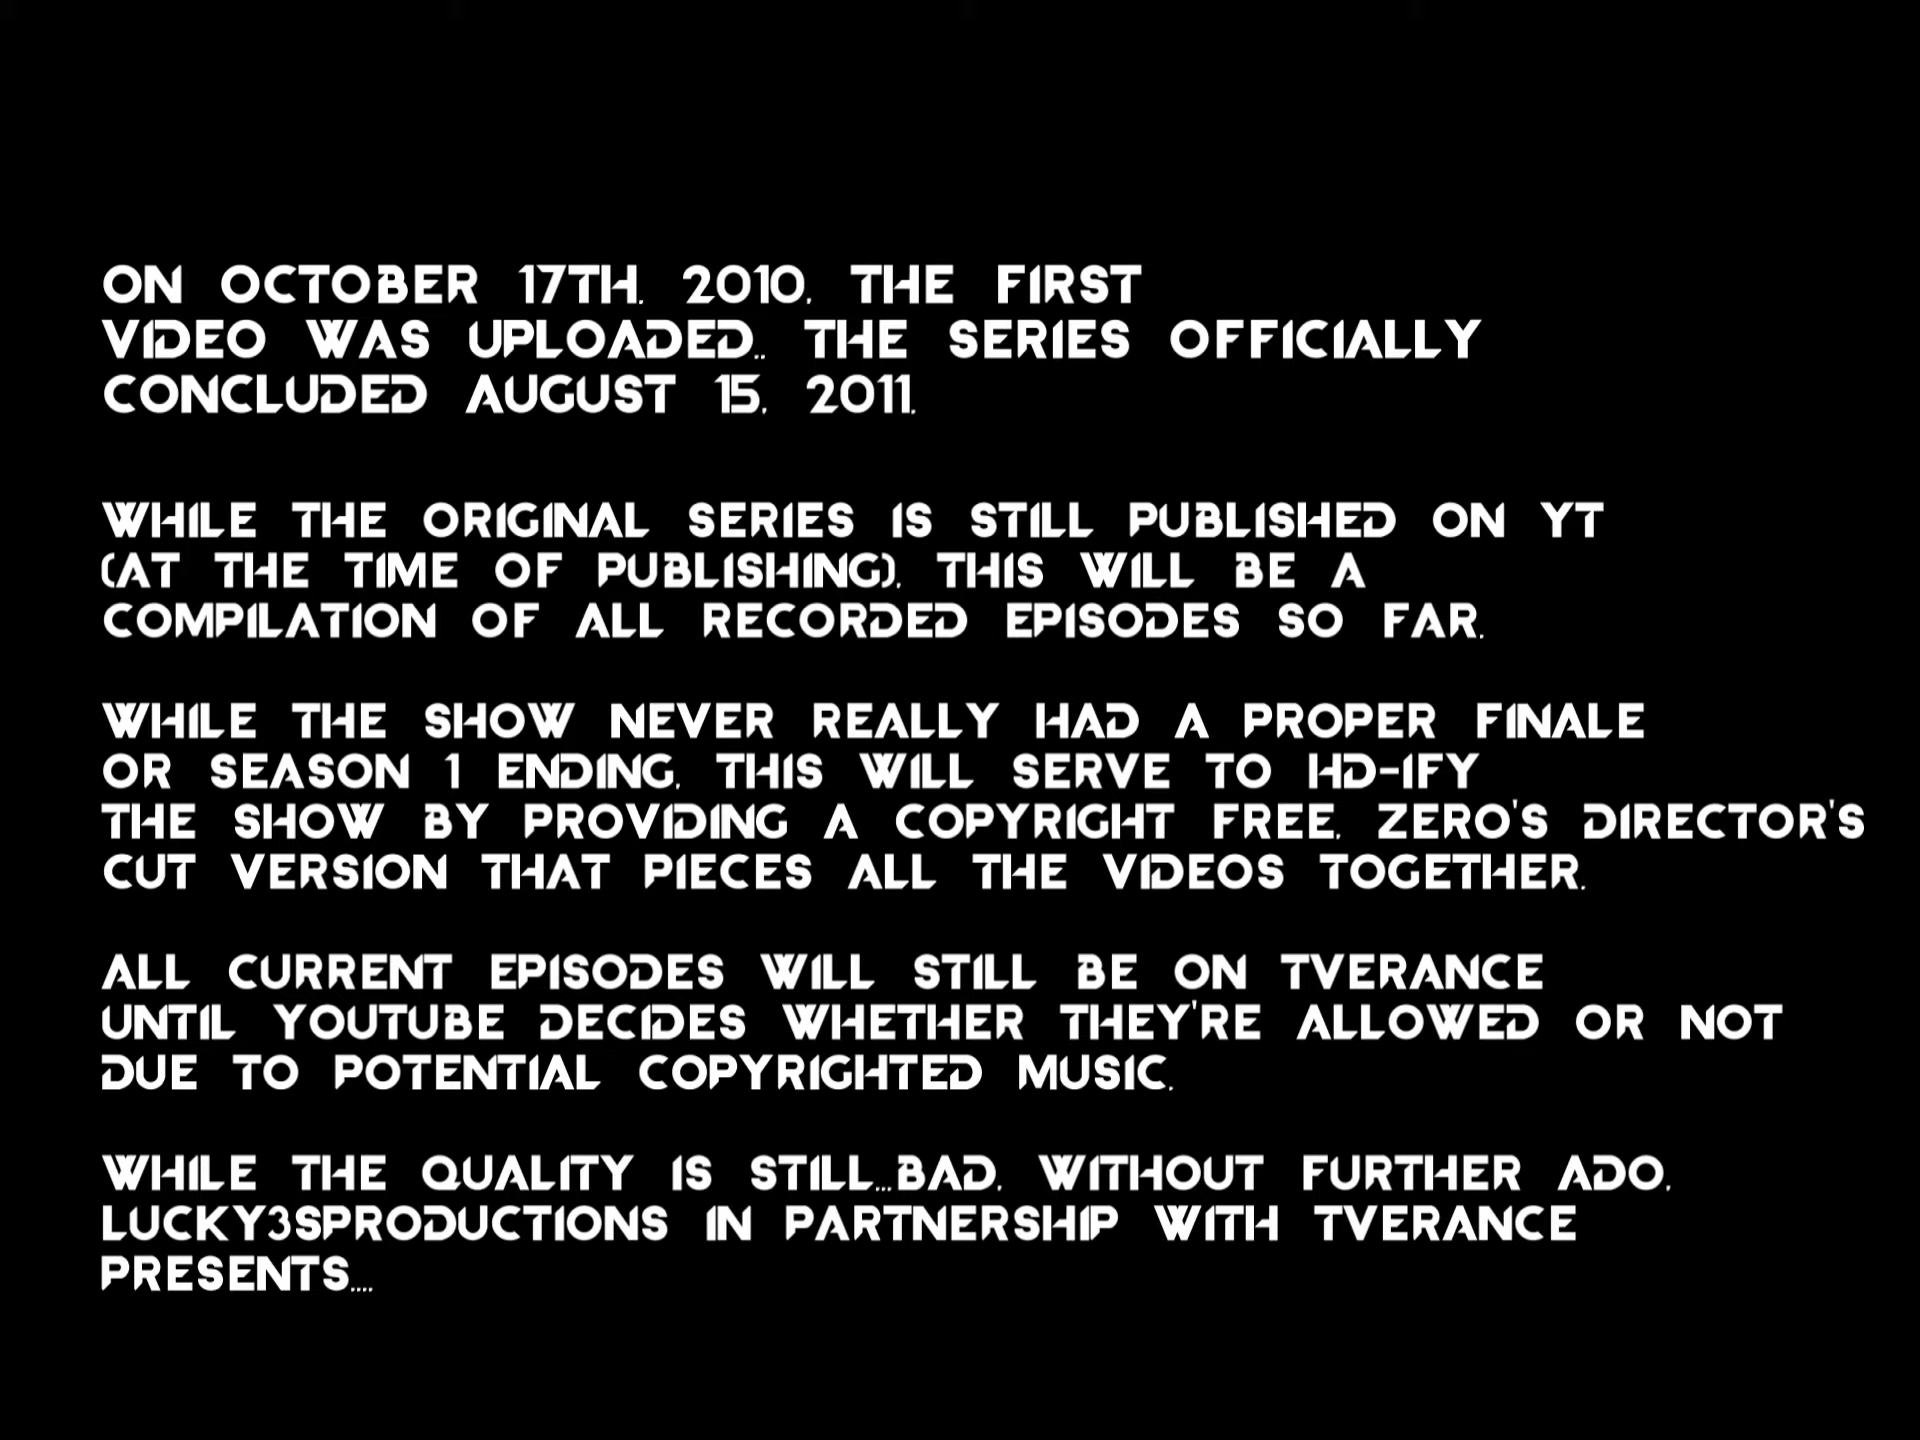 ON OCTOBER 17TH, 2010, THE FIRST
VIDEO WAS UPLOADED.. THE SERIES OFFICIALLY
CONCLUDED AUGUST 15, 2011.
WHILE THE ORIGINAL SERIES IS STILL PUBLISHED ON YT
(AT THE TIME OF PUBLISHING), THIS WILL BE A
COMPILATION OF ALL RECORDED EPISODES SO FAR.
WHILE THE SHOW NEVER REALLY HAD A PROPER FINALE
OR SEASON 1 ENDING, THIS WILL SERVE TO HD-IFY
THE SHOW BY PROVIDING A COPYRIGHT FREE, ZERO'S DIRECTOR'S
CUT VERSION THAT PIECES ALL THE VIDEOS TOGETHER.
ALL CURRENT EPISODES WILL STILL BE ON TVERANCE
UNTIL YOUTUBE DECIDES WHETHER THEY'RE ALLOWED OR NOT
DUE TO POTENTIAL COPYRIGHTED MUSIC.
WHILE THE QUALITY IS STILL...BAD, WITHOUT FURTHER ADO,
LUCKY3SPRODUCTIONS IN PARTNERSHIP WITH TVERANCE
PRESENTS....